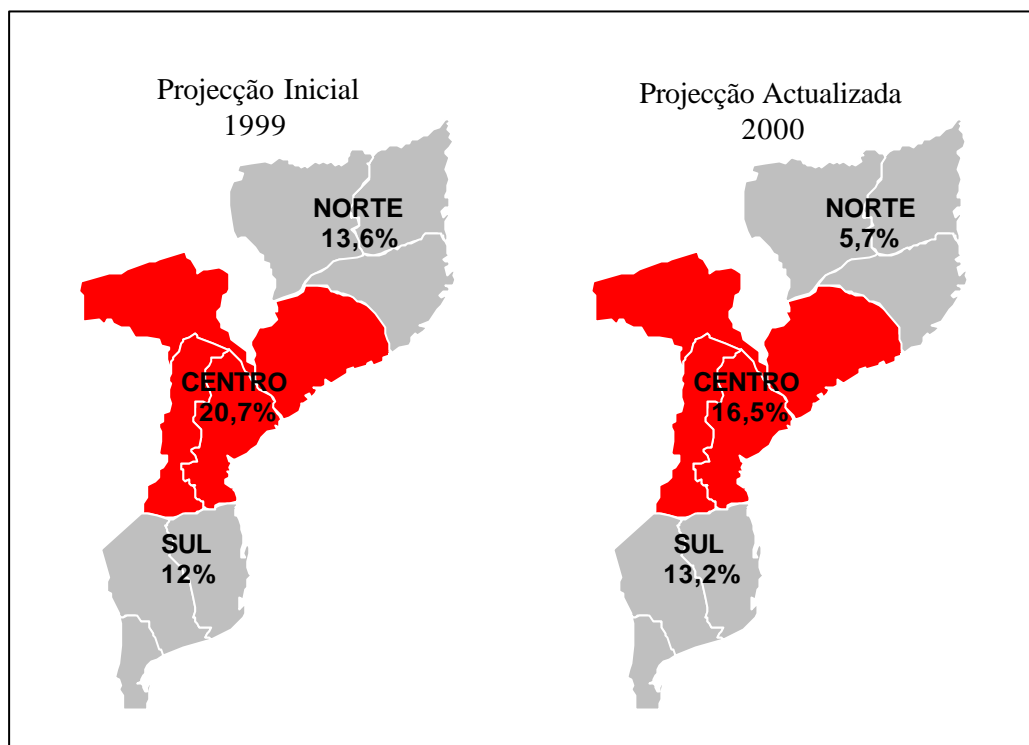 Projecção Inicial
1999
NORTE
13,6%
CENTRO
20,7%
SUL
12%
Projecção Actualizada
2000
NORTE
5,7%
CENTRO
16,5%
SUL
13,2%